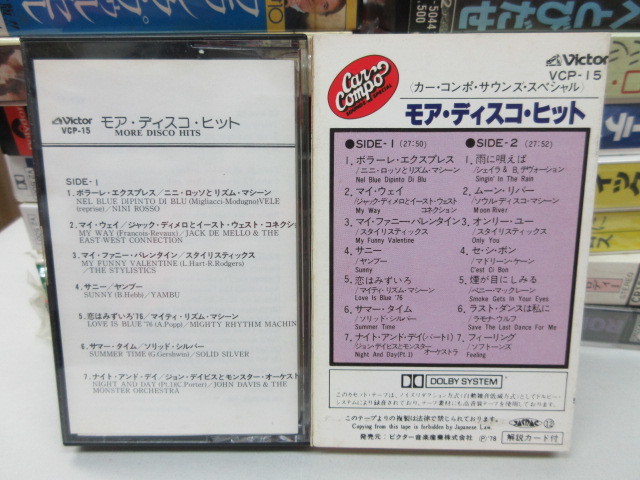 Victor
VCP-15
モア・ディスコ・ヒット
MORE DISCO HITS
SIDE-1
1.ボラーレ・エクスプレス/ニニ・ロッソとリズム・マシーン
NEL BLUE DIPINTO DI BLU (Migliacci-Modugno)VELE
(reprise)/NINI ROSSO
2.マイ・ウェイ/ジャック・ディメロとイースト・ウェスト・コネクション
MY WAY (Francois-Revaux)/JACK DE MELLO & THE
EAST-WEST CONNECTION
3.マイ・ファニー・バレンタイン/スタイリスティックス
MY FUNNY VALENTINE (L.Hart-R.Rodgers)
/THE STYLISTICS
4.サニー/ヤンブー
SUNNY (B.Hebb)/YAMBU
5.恋はみずいろ'76/マイティ・リズム・マシーン
LOVE IS BLUE '76 (A.Popp)/MIGHTY RHYTHM MACHIN
6.サマー・タイム/ソリッド・シルバー
SUMMER TIME (G.Gershwin)/SOLID SILVER
7.ナイト・アンド・デイ/ジョン・デイビスとモンスター・オーケスト
NIGHT AND DAY (Pt.1)(C.Porter)/JOHN DAVIS & THE
MONSTER ORCHESTRA
Car
Compo
SOUNDS SPECIAL
Victor
VCP-15
〈カー・コンポ・サウンズ・スペシャル〉
モア・ディスコ・ヒット
●SIDE-1 (27:50)
1.ボラーレ・エクスプレス
/ニニ・ロッソとリズム・マシーン
Nel Blue Dipinto Di Blu
2.マイ・ウェイ
/ジャック・ディメロとイースト・ウェスト・
My Way コネクション
3.マイ・ファニー・バレンタイン
/スタイリスティックス
My Funny Valentine
4.サニー
/ヤンブー
Sunny
5.恋はみずいろ
/マイティ・リズム・マシーン
Love Is Blue '76
6.サマー・タイム
/ソリッド・シルバー
Summer Time
7.ナイト・アンド・デイ(パート1)
/ジョン・デイビスとモンスター・
Night And Day(Pt.1) オーケストラ
●SIDE-2 (27:52)
1.雨に唄えば
/シェイラ & B.デヴォーション
Singin' In The Rain
2.ムーン・リバー
/ソウル・ディスコ・マシーン
Moon River
3.オンリー・ユー
/スタイリスティックス
Only You
4.セ・シ・ボン
/マドリーン・ケーン
C'est Ci Bon
5.煙が目にしみる
/ペニー・マックレーン
Smoke Gets In Your Eyes
6.ラスト・ダンスは私に
/ラモナ・ウルフ
Save The Last Dance For Me
7.フィーリング
/ソフトーンズ
Feeling
DOLBY SYSTEM
このテープよりの複製は法律で禁じられております。
Copying from this tape is forbidden by Japanese Law.
発売元:ビクター音楽産業株式会社
Ⓟ'78
解説カード付